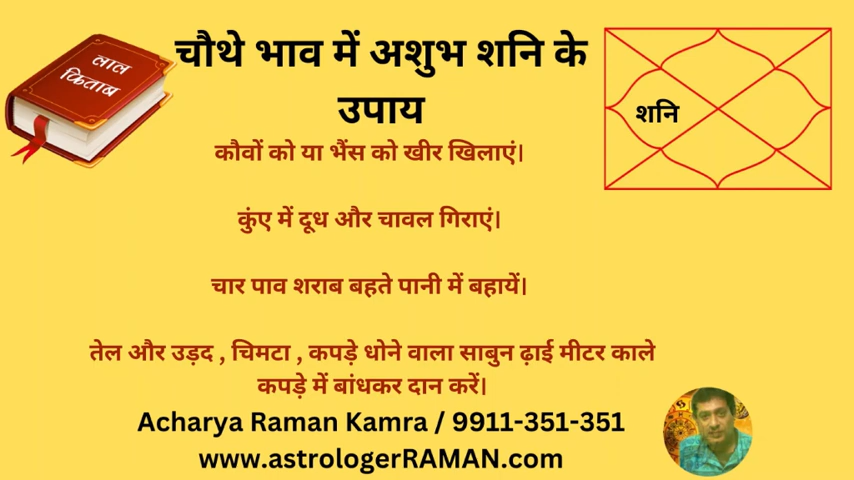 लाल
किताब
चौथे भाव में अशुभ शनि के
उपाय
शनि
कौवों को या भैंस को खीर खिलाएं।
कुंए में दूध और चावल गिराएं।
चार पाव शराब बहते पानी में बहायें।
तेल और उड़द , चिमटा , कपड़े धोने वाला साबुन ढ़ाई मीटर काले
कपड़े में बांधकर दान करें।
Acharya Raman Kamra / 9911-351-351
www.astrologerRAMAN.com